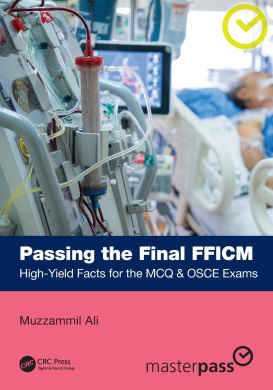 Passing the Final FFICM
High-Yield Facts for the MCQ & OSCE Exams
Muzzammil Ali
CRC
CRC Press
Taylor & Francis Group
masterpass